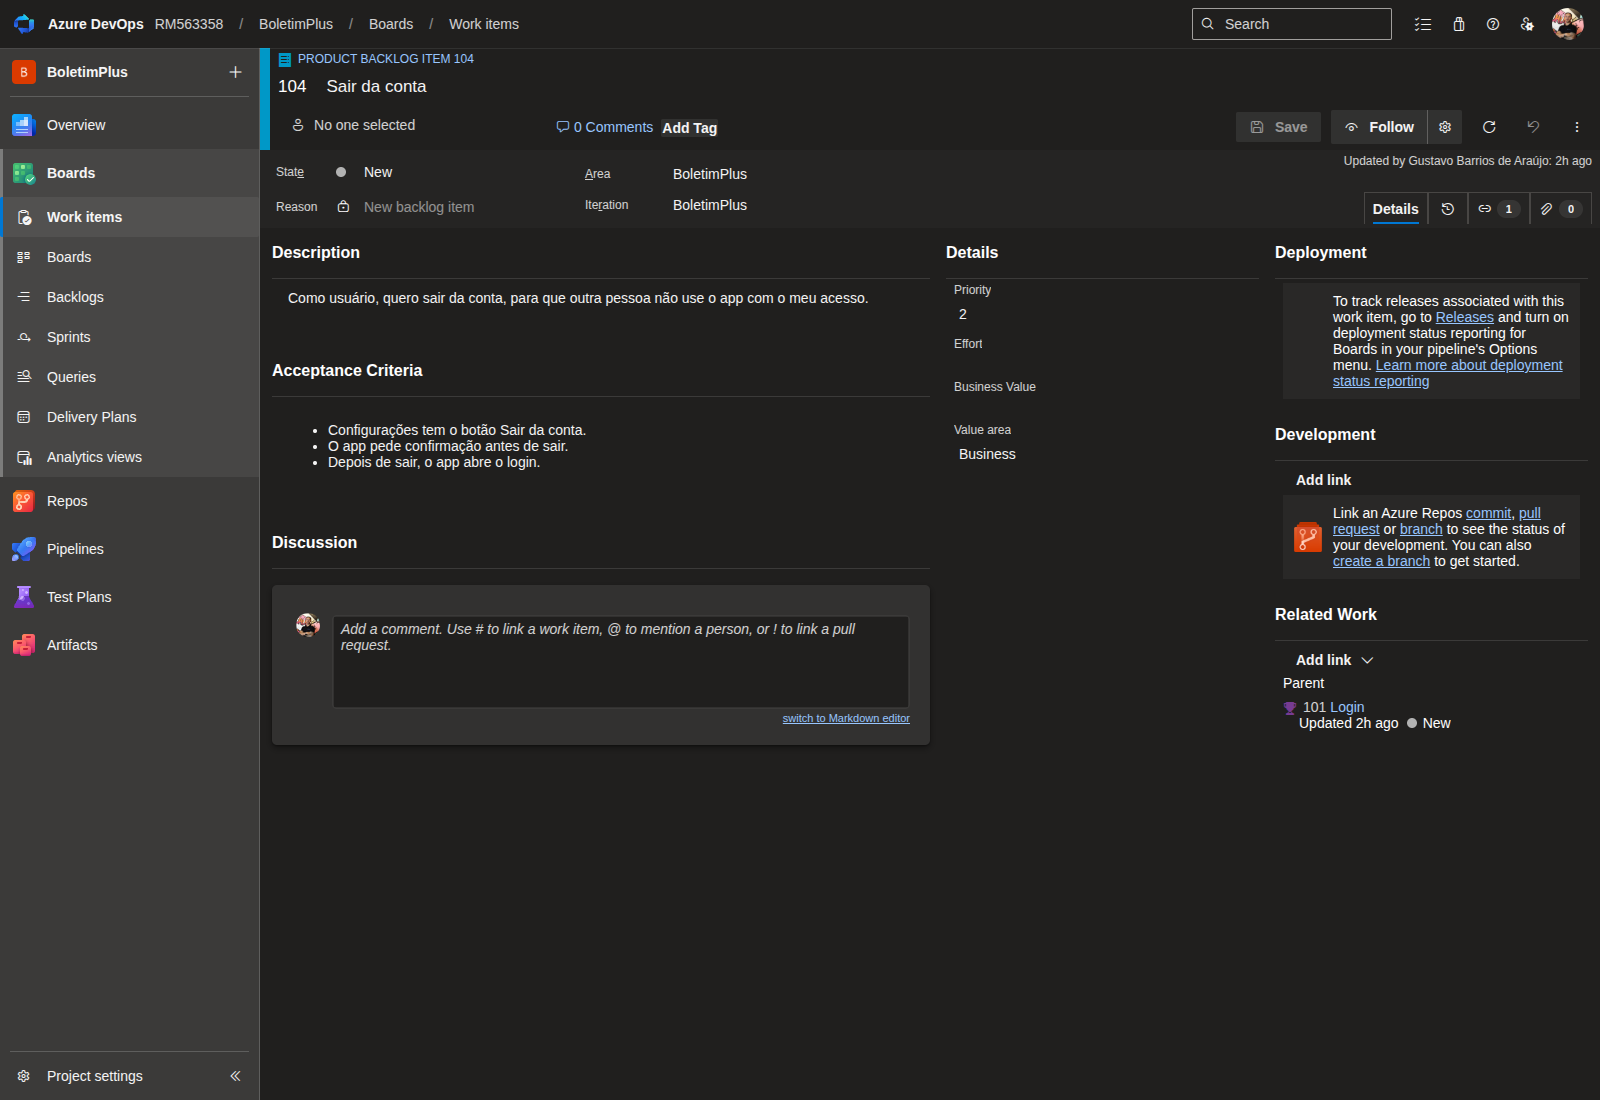 Azure DevOps RM563358 / BoletimPlus / Boards / Work items
Search
B BoletimPlus
Overview
Boards
Work items
Boards
Backlogs
Sprints
Queries
Delivery Plans
Analytics views
Repos
Pipelines
Test Plans
Artifacts
Project settings
PRODUCT BACKLOG ITEM 104
104 Sair da conta
No one selected
0 Comments Add Tag
Save
Follow
State New
Area BoletimPlus
Updated by Gustavo Barrios de Araújo: 2h ago
Reason New backlog item
Iteration BoletimPlus
Details 1 0
Description
Como usuário, quero sair da conta, para que outra pessoa não use o app com o meu acesso.
Acceptance Criteria
• Configurações tem o botão Sair da conta.
• O app pede confirmação antes de sair.
• Depois de sair, o app abre o login.
Discussion
Add a comment. Use # to link a work item, @ to mention a person, or ! to link a pull
request.
switch to Markdown editor
Details
Priority
2
Effort
Business Value
Value area
Business
Deployment
To track releases associated with this
work item, go to Releases and turn on
deployment status reporting for
Boards in your pipeline's Options
menu. Learn more about deployment
status reporting
Development
Add link
Link an Azure Repos commit, pull
request or branch to see the status of
your development. You can also
create a branch to get started.
Related Work
Add link
Parent
101 Login
Updated 2h ago New